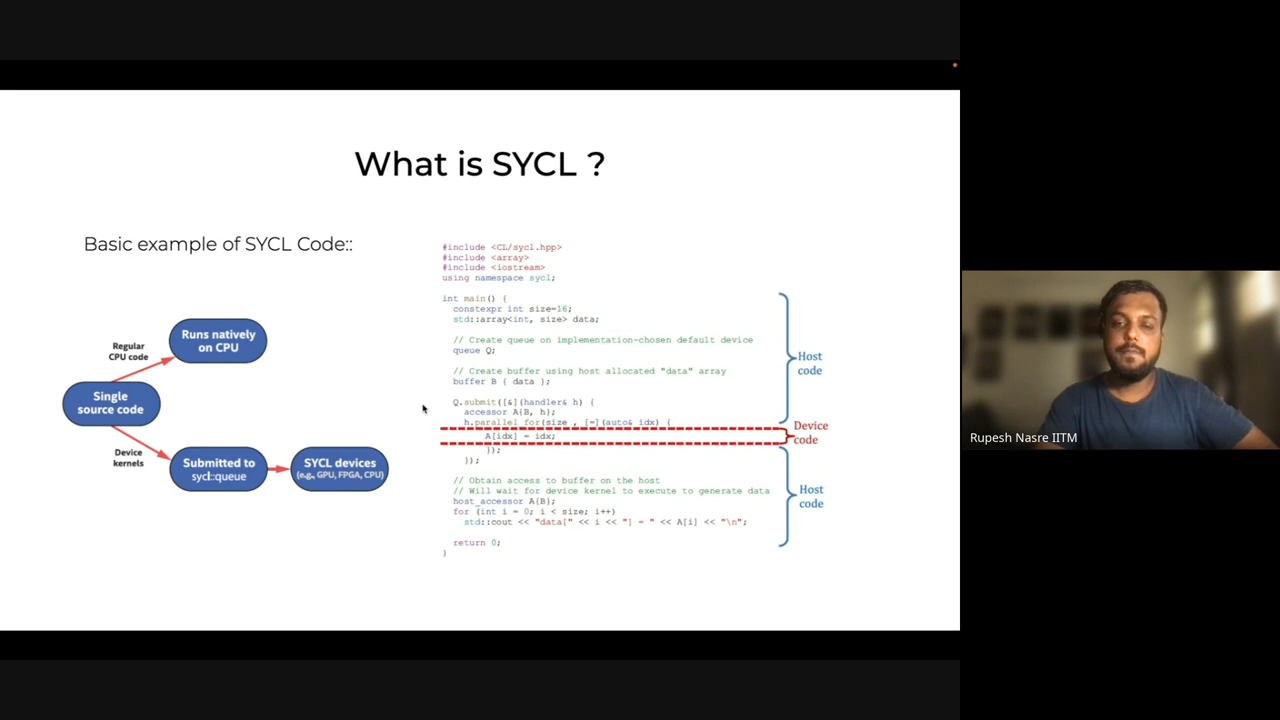 What is SYCL ?
Basic example of SYCL Code::
Regular
CPU code
Runs natively
on CPU
Single
source code
Device
kernels
Submitted to
sycl::queue
SYCL devices
(e.g., GPU, FPGA, CPU)
#include <CL/sycl.hpp>
#include <array>
#include <iostream>
using namespace sycl;
int main() {
constexpr int size=16;
std::array<int, size> data;
// Create queue on implementation-chosen default device
queue Q;
// Create buffer using host allocated "data" array
buffer B { data };
Q.submit([&](handler& h) {
accessor A{B, h};
h.parallel_for(size , [=](auto& idx) {
A[idx] = idx;
});
});
// Obtain access to buffer on the host
// Will wait for device kernel to execute to generate data
host_accessor A{B};
for (int i = 0; i < size; i++)
std::cout << "data[" << i << "] = " << A[i] << "\n";
return 0;
}
Host
code
Device
code
Host
code
Rupesh Nasre IITM